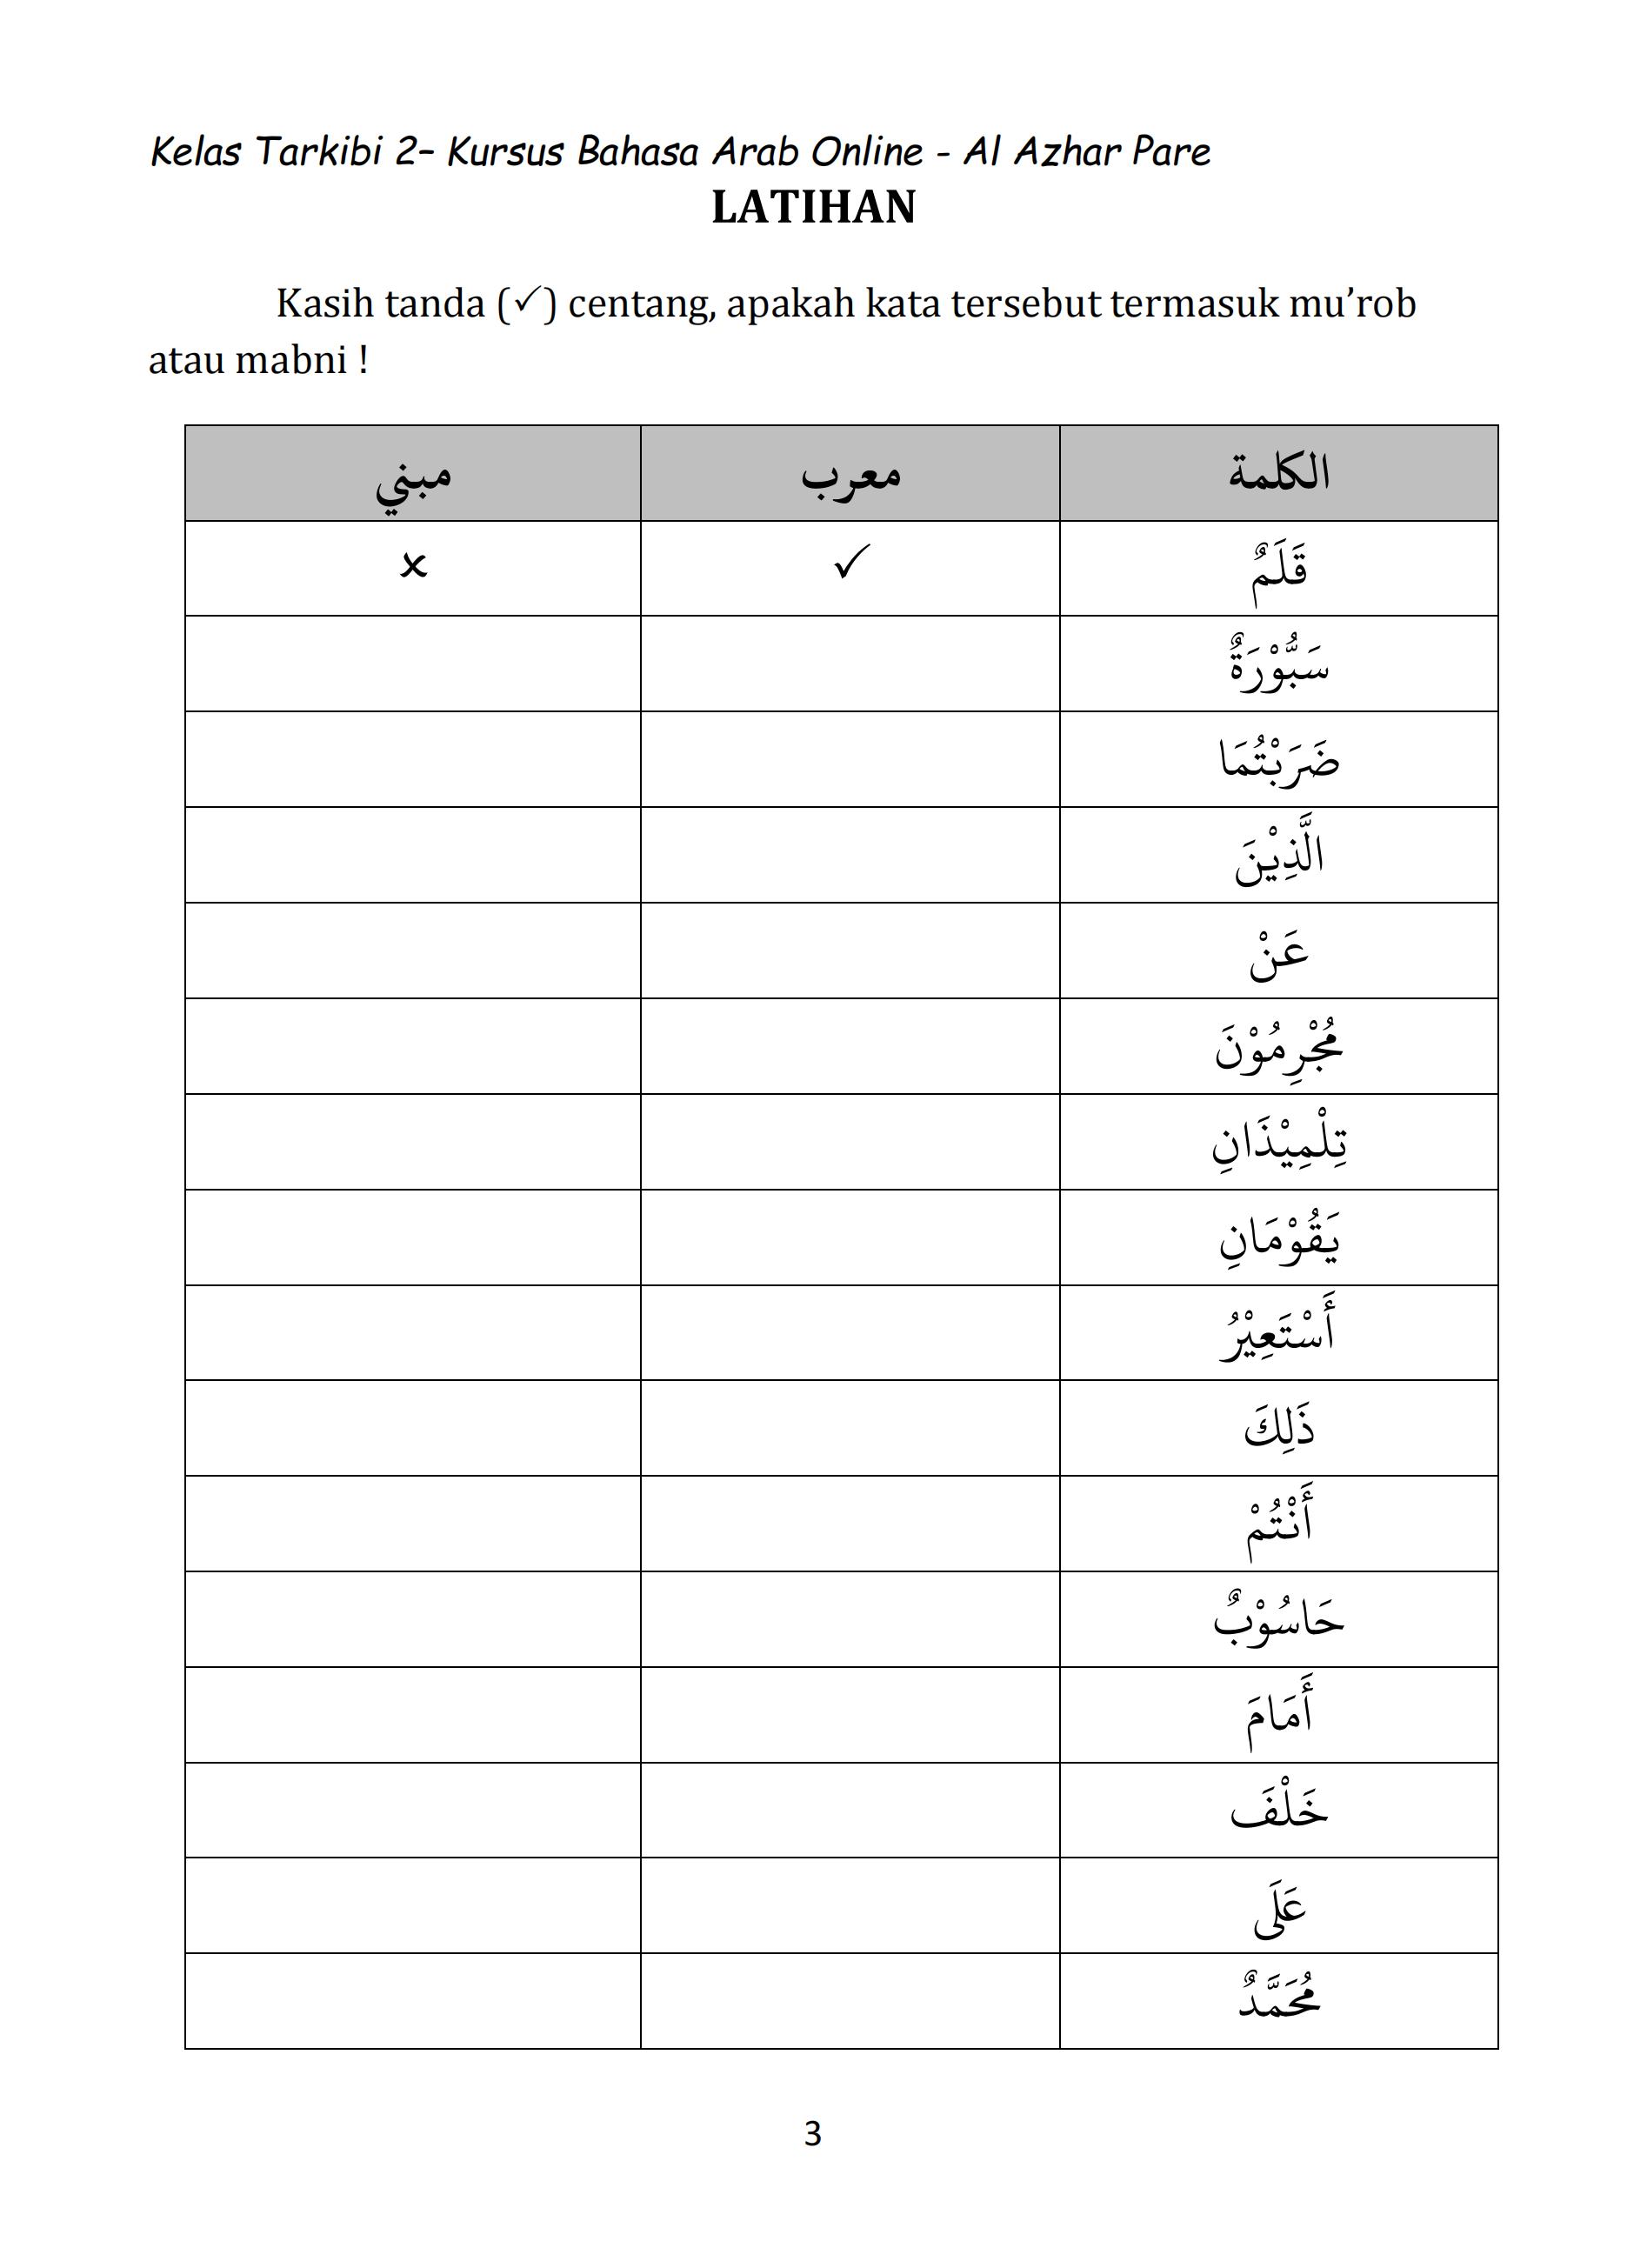 Kelas Tarkibi 2– Kursus Bahasa Arab Online - Al Azhar Pare
LATIHAN
Kasih tanda (✓) centang, apakah kata tersebut termasuk mu’rob
atau mabni !
الكلمة معرب مبني
قَلَمٌ ✓ ×
سَبُّوْرَةٌ
ضَرَبْتُمَا
الَّذِيْنَ
عَنْ
مُجْرِمُوْنَ
تِلْمِيْذَانِ
يَقُوْمَانِ
أَسْتَعِيْرُ
ذَلِكَ
أَنْتُمْ
حَاسُوْبٌ
أَمَامَ
خَلْفَ
عَلَى
مُحَمَّدٌ
3